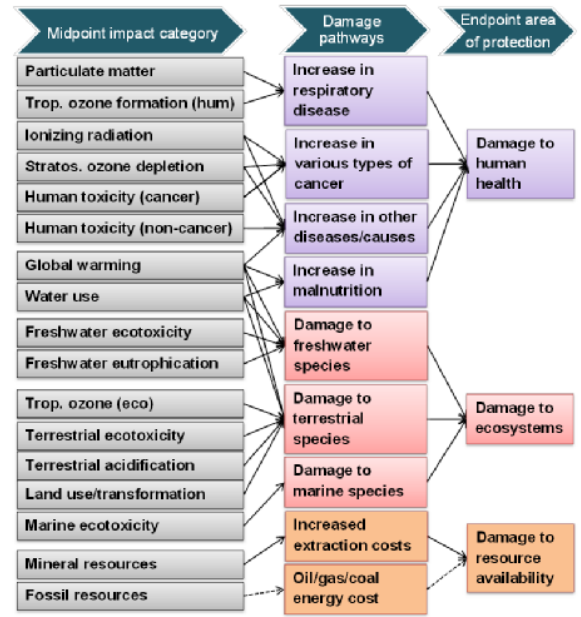 Midpoint impact category
Damage
pathways
Endpoint area
of protection
Particulate matter
Trop. ozone formation (hum)
Ionizing radiation
Stratos. ozone depletion
Human toxicity (cancer)
Human toxicity (non-cancer)
Global warming
Water use
Freshwater ecotoxicity
Freshwater eutrophication
Trop. ozone (eco)
Terrestrial ecotoxicity
Terrestrial acidification
Land use/transformation
Marine ecotoxicity
Mineral resources
Fossil resources
Increase in
respiratory
disease
Increase in
various types of
cancer
Increase in other
diseases/causes
Increase in
malnutrition
Damage to
freshwater
species
Damage to
terrestrial
species
Damage to
marine species
Increased
extraction costs
Oil/gas/coal
energy cost
Damage to
human
health
Damage to
ecosystems
Damage to
resource
availability